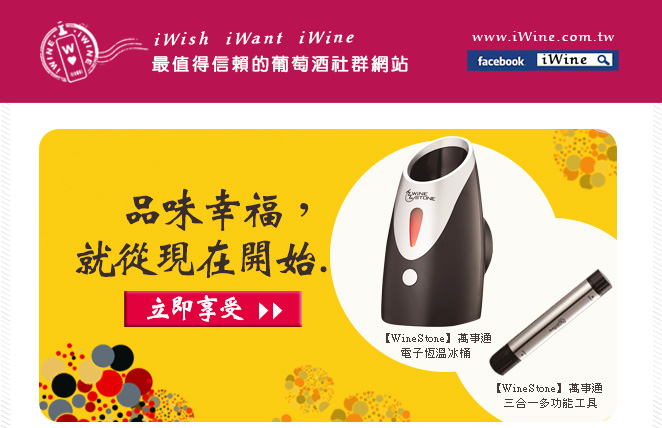 iWish iWant iWine
最值得信賴的葡萄酒社群網站
www.iWine.com.tw
facebook iWine
IWINE
IWINE
W
品味幸福，
就從現在開始.
立即享受
WINE
STONE
【WineStone】萬事通
電子恆溫冰桶
【WineStone】萬事通
三合一多功能工具